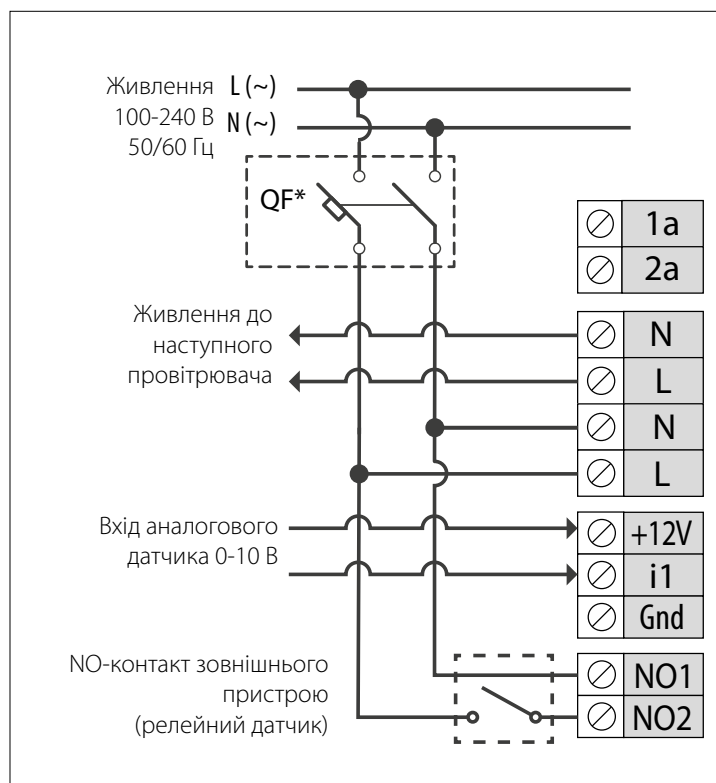 Живлення L (~)
100-240 В N (~)
50/60 Гц
QF*
1a
2a
Живлення до
наступного
провітрювача
N
L
N
L
Вхід аналогового
датчика 0-10 В
+12V
i1
Gnd
NO-контакт зовнішнього
пристрою
(релейний датчик)
NO1
NO2